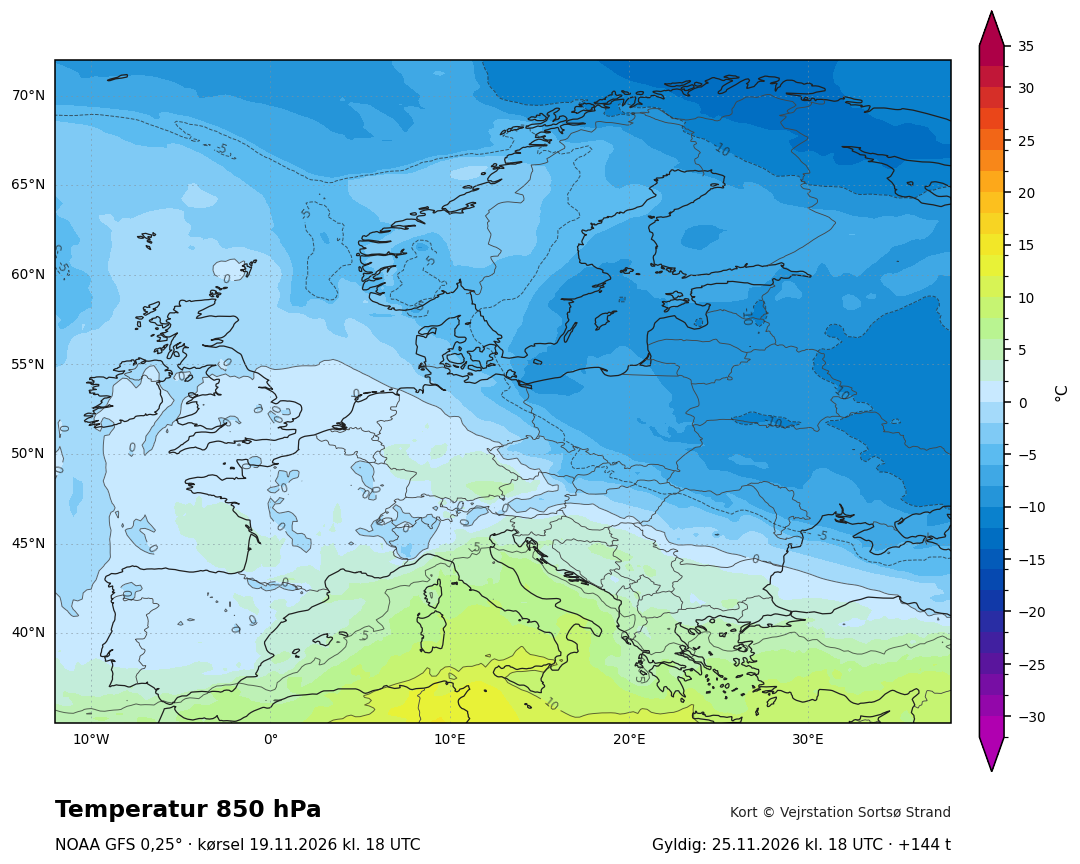 70°N
65°N
60°N
55°N
50°N
45°N
40°N
10°W
0°
10°E
20°E
30°E
35
30
25
20
15
10
5
0
−5
−10
−15
−20
−25
−30
°C
Temperatur 850 hPa
Kort © Vejrstation Sortsø Strand
NOAA GFS 0,25° · kørsel 19.11.2026 kl. 18 UTC
Gyldig: 25.11.2026 kl. 18 UTC · +144 t